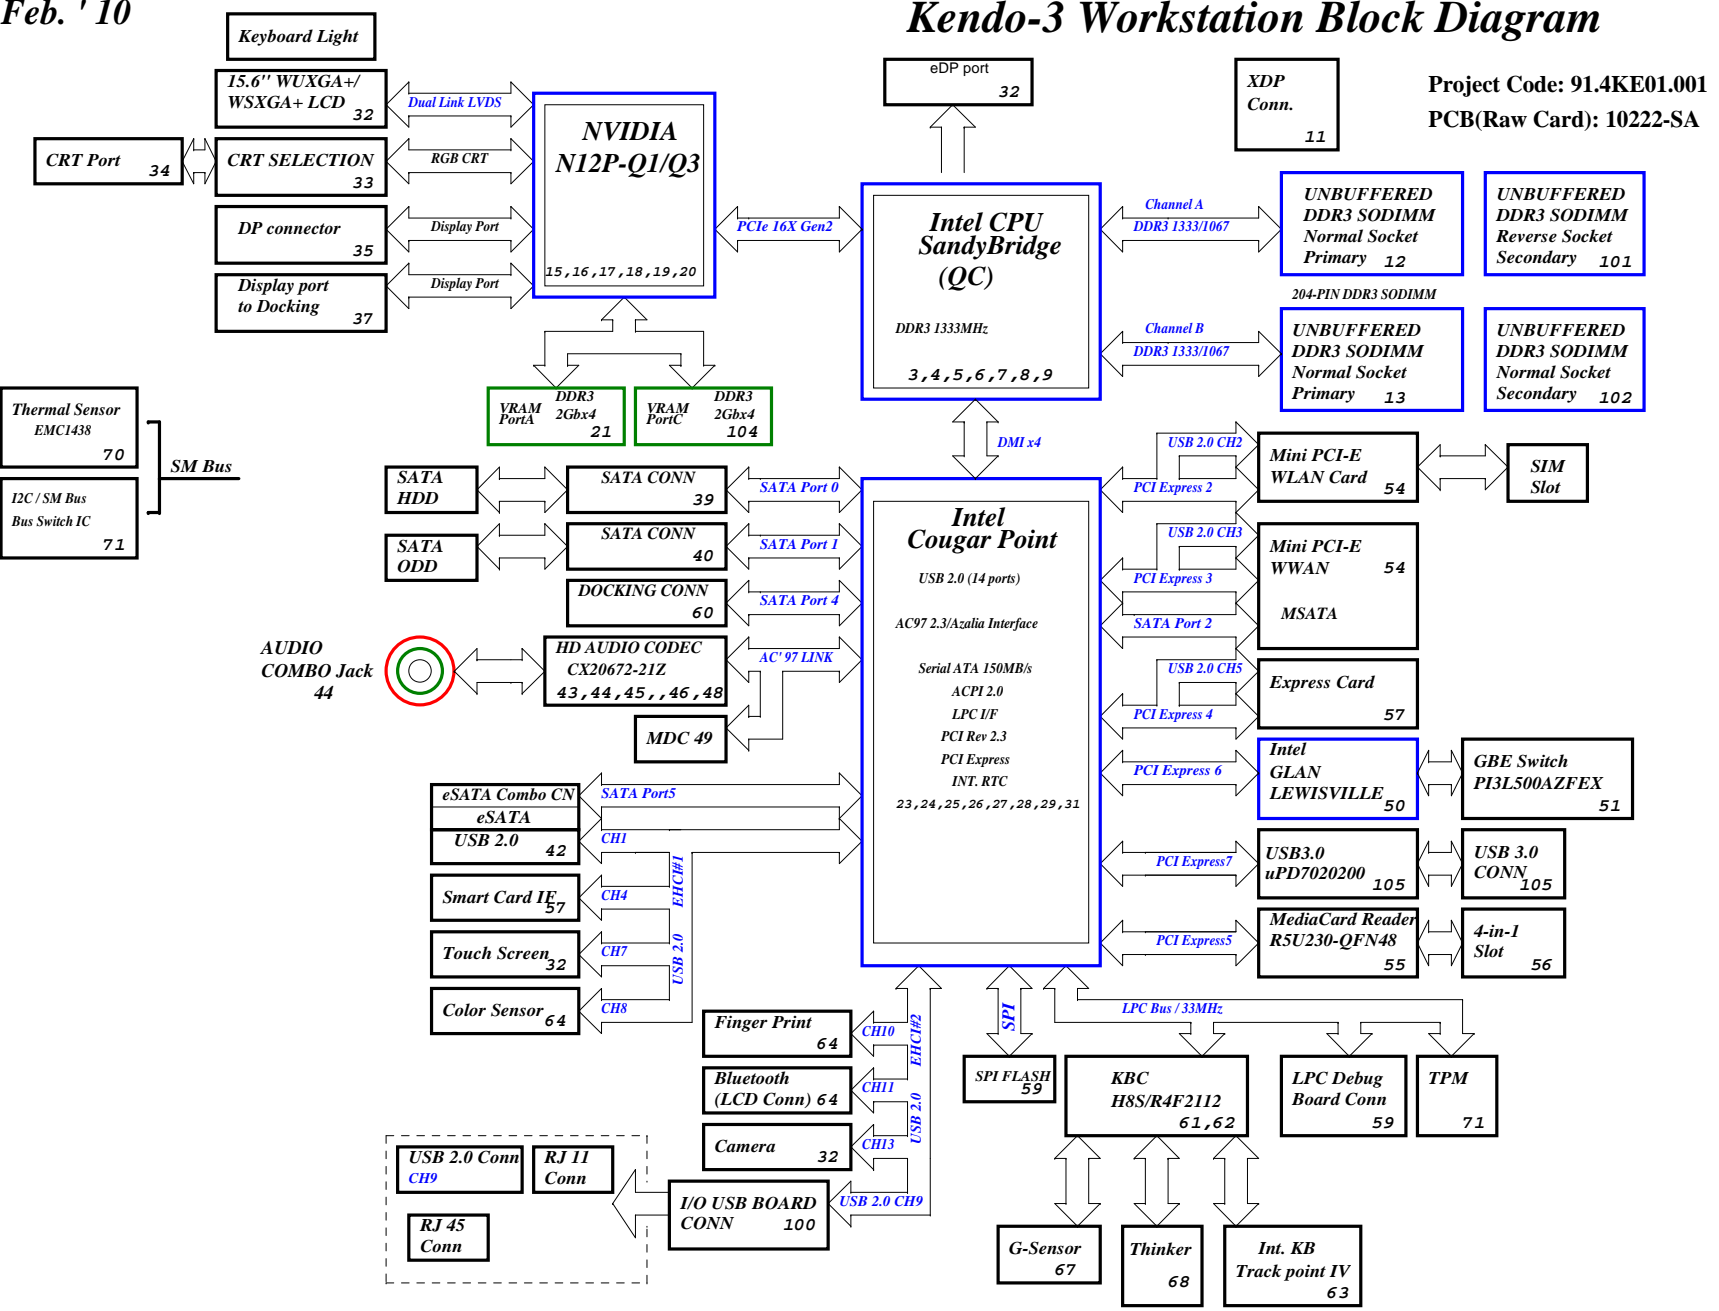 Feb. ' 10
Kendo-3 Workstation Block Diagram
Project Code: 91.4KE01.001
PCB(Raw Card): 10222-SA
Keyboard Light
15.6'' WUXGA+/
WSXGA+ LCD
32
Dual Link LVDS
CRT Port
34
CRT SELECTION
33
RGB CRT
DP connector
35
Display Port
Display port
to Docking
37
Display Port
NVIDIA
N12P-Q1/Q3
15,16,17,18,19,20
PCIe 16X Gen2
VRAM
PortA
DDR3
2Gbx4
21
VRAM
PortC
DDR3
2Gbx4
104
eDP port
32
XDP
Conn.
11
Intel CPU
SandyBridge
(QC)
DDR3 1333MHz
3,4,5,6,7,8,9
Channel A
DDR3 1333/1067
UNBUFFERED
DDR3 SODIMM
Normal Socket
Primary 12
UNBUFFERED
DDR3 SODIMM
Reverse Socket
Secondary 101
204-PIN DDR3 SODIMM
Channel B
DDR3 1333/1067
UNBUFFERED
DDR3 SODIMM
Normal Socket
Primary 13
UNBUFFERED
DDR3 SODIMM
Normal Socket
Secondary 102
DMI x4
Thermal Sensor
EMC1438
70
I2C / SM Bus
Bus Switch IC
71
SM Bus
SATA
HDD
SATA CONN
39
SATA Port 0
SATA
ODD
SATA CONN
40
SATA Port 1
DOCKING CONN
60
SATA Port 4
AUDIO
COMBO Jack
44
HD AUDIO CODEC
CX20672-21Z
43,44,45,,46,48
AC' 97 LINK
MDC 49
Intel
Cougar Point
USB 2.0 (14 ports)
AC97 2.3/Azalia Interface
Serial ATA 150MB/s
ACPI 2.0
LPC I/F
PCI Rev 2.3
PCI Express
INT. RTC
23,24,25,26,27,28,29,31
USB 2.0 CH2
PCI Express 2
Mini PCI-E
WLAN Card
54
SIM
Slot
USB 2.0 CH3
PCI Express 3
SATA Port 2
Mini PCI-E
WWAN
54
MSATA
USB 2.0 CH5
PCI Express 4
Express Card
57
PCI Express 6
Intel
GLAN
LEWISVILLE
50
GBE Switch
PI3L500AZFEX
51
PCI Express7
USB3.0
uPD7020200
105
USB 3.0
CONN
105
PCI Express5
MediaCard Reader
R5U230-QFN48
55
4-in-1
Slot
56
eSATA Combo CN
eSATA
USB 2.0
42
SATA Port5
CH1
Smart Card IF
57
CH4
Touch Screen
32
CH7
Color Sensor
64
CH8
EHCI#1
USB 2.0
Finger Print
64
CH10
Bluetooth
(LCD Conn) 64
CH11
Camera
32
CH13
EHCI#2
USB 2.0
USB 2.0 CH9
I/O USB BOARD
CONN 100
USB 2.0 Conn
CH9
RJ 11
Conn
RJ 45
Conn
SPI
SPI FLASH
59
LPC Bus / 33MHz
KBC
H8S/R4F2112
61,62
LPC Debug
Board Conn
59
TPM
71
G-Sensor
67
Thinker
68
Int. KB
Track point IV
63